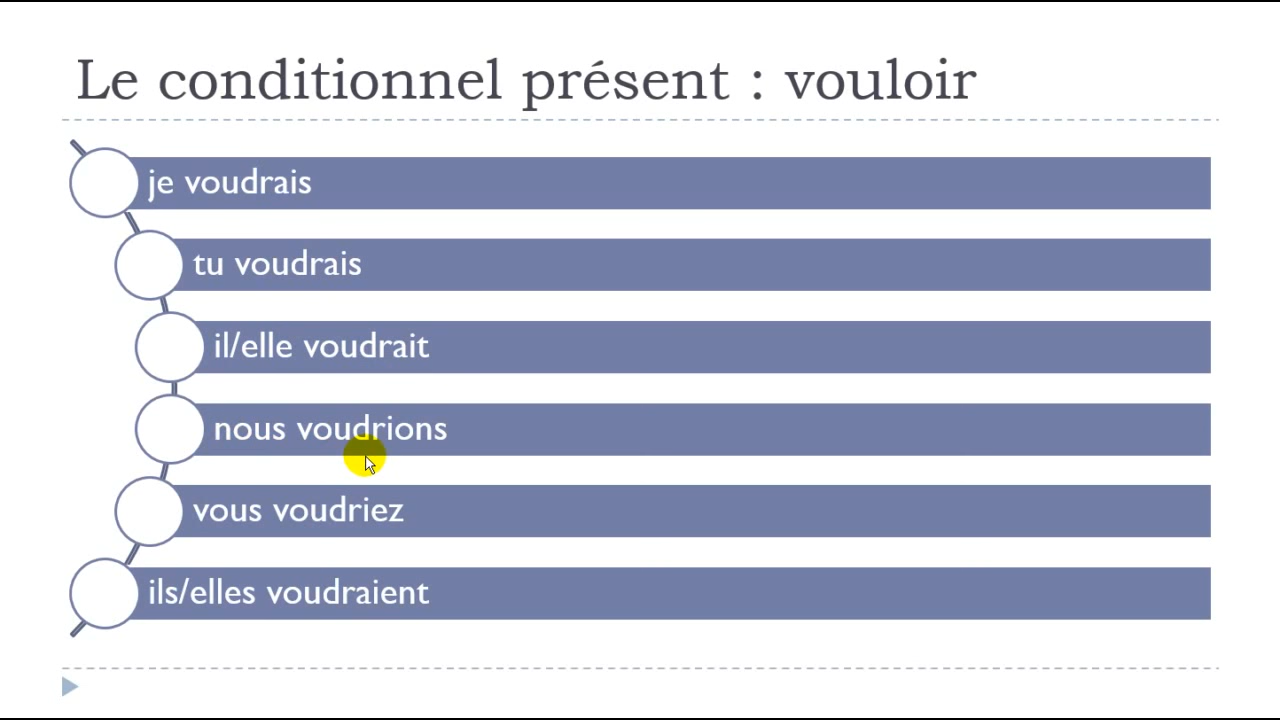 Le conditionnel présent : vouloir
je voudrais
tu voudrais
il/elle voudrait
nous voudrions
vous voudriez
ils/elles voudraient